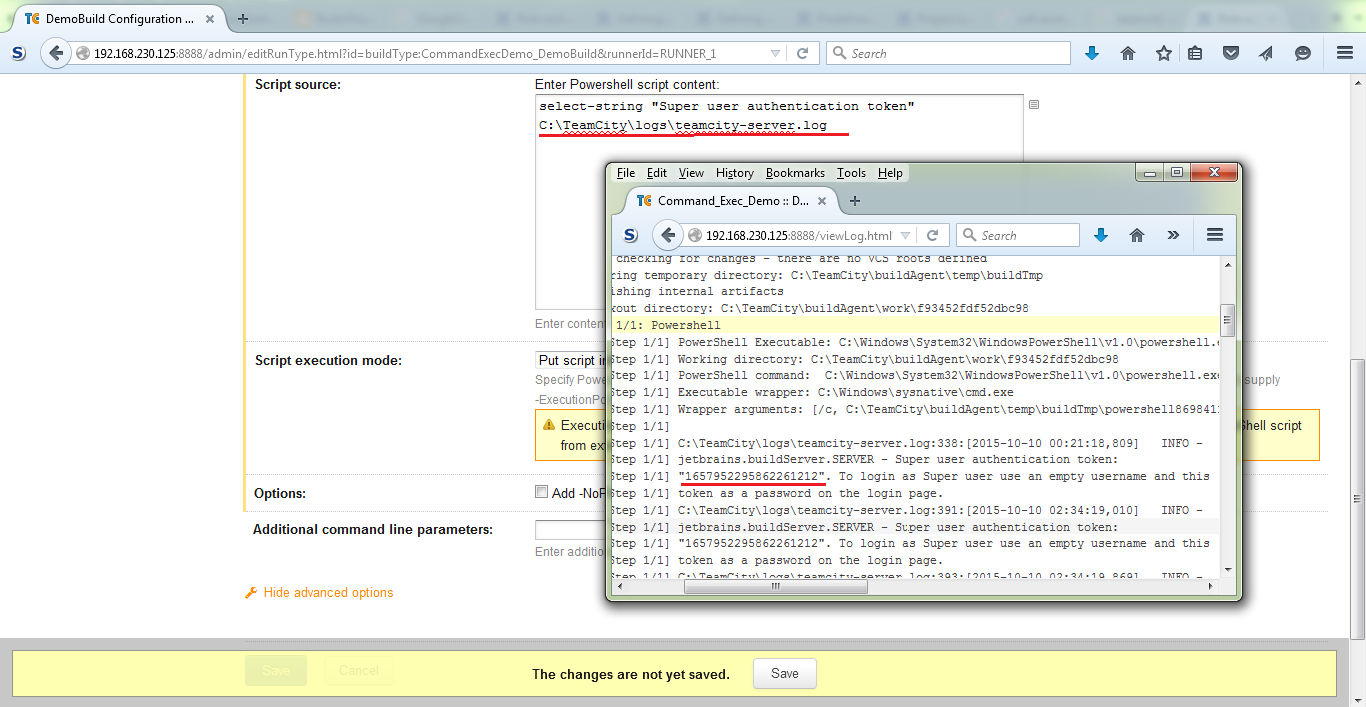 DemoBuild Configuration ...
192.168.230.125:8888/admin/editRunType.html?id=buildType:CommandExecDemo_DemoBuild&runnerId=RUNNER_1
Search
Script source:
Enter Powershell script content:
select-string "Super user authentication token"
C:\TeamCity\logs\teamcity-server.log
Enter conten
Script execution mode:
Put script in
Specify Powe
supply
-ExecutionPo
Executi
Shell script
from ext
Options:
Add -NoP
Additional command line parameters:
Enter additio
Hide advanced options
Save
Cancel
The changes are not yet saved.
Save
File Edit View History Bookmarks Tools Help
Command_Exec_Demo :: D...
192.168.230.125:8888/viewLog.html
Search
checking for changes - there are no VCS roots defined
ring temporary directory: C:\TeamCity\buildAgent\temp\buildTmp
ishing internal artifacts
kout directory: C:\TeamCity\buildAgent\work\f93452fdf52dbc98
1/1: Powershell
Step 1/1] PowerShell Executable: C:\Windows\System32\WindowsPowerShell\v1.0\powershell.e
Step 1/1] Working directory: C:\TeamCity\buildAgent\work\f93452fdf52dbc98
Step 1/1] PowerShell command: C:\Windows\System32\WindowsPowerShell\v1.0\powershell.exe
Step 1/1] Executable wrapper: C:\Windows\sysnative\cmd.exe
Step 1/1] Wrapper arguments: [/c, C:\TeamCity\buildAgent\temp\buildTmp\powershell869841
Step 1/1]
Step 1/1] C:\TeamCity\logs\teamcity-server.log:338:[2015-10-10 00:21:18,809] INFO -
Step 1/1] jetbrains.buildServer.SERVER - Super user authentication token:
Step 1/1] "1657952295862261212". To login as Super user use an empty username and this
Step 1/1] token as a password on the login page.
Step 1/1] C:\TeamCity\logs\teamcity-server.log:391:[2015-10-10 02:34:19,010] INFO -
Step 1/1] jetbrains.buildServer.SERVER - Super user authentication token:
Step 1/1] "1657952295862261212". To login as Super user use an empty username and this
Step 1/1] token as a password on the login page.
Step 1/1] C:\TeamCity\logs\teamcity-server.log:393:[2015-10-10 02:34:19,869] INFO -